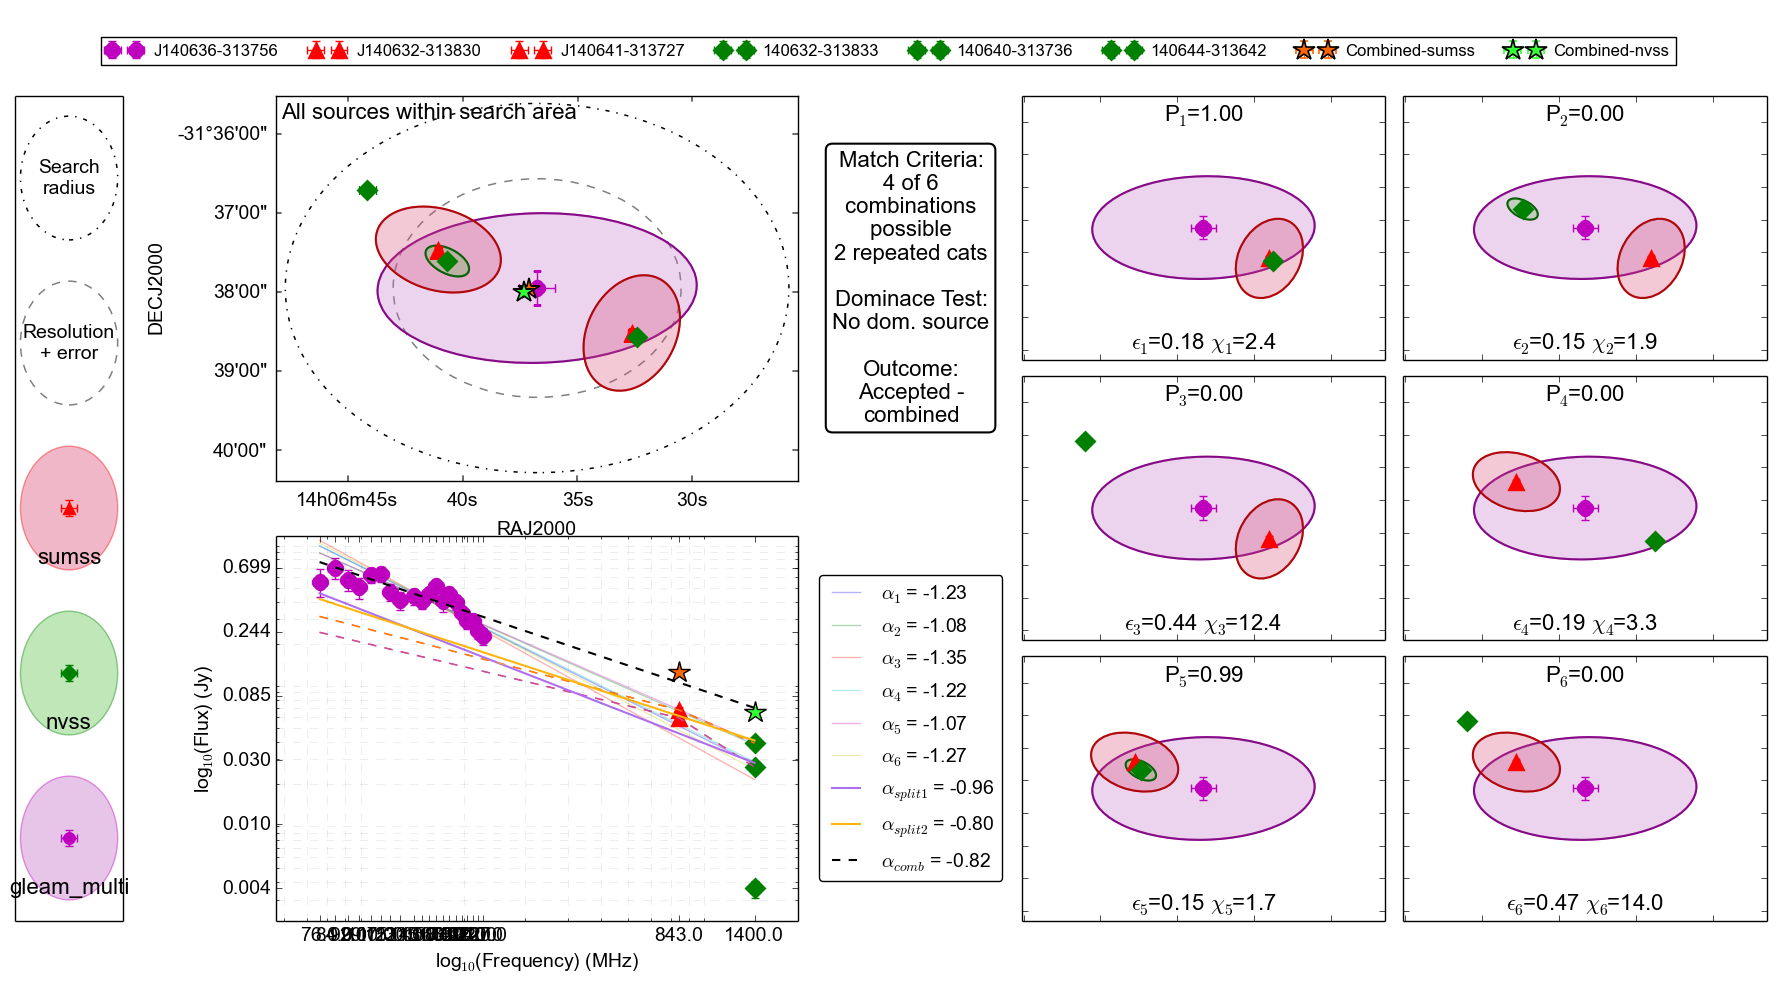 J140636-313756 J140632-313830 J140641-313727 140632-313833 140640-313736 140644-313642 Combined-sumss Combined-nvss
Search
radius
Resolution
+ error
sumss
nvss
gleam_multi
All sources within search area
DECJ2000
-31°36'00"
37'00"
38'00"
39'00"
40'00"
14h06m45s 40s 35s 30s
RAJ2000
Match Criteria:
4 of 6
combinations
possible
2 repeated cats
Dominace Test:
No dom. source
Outcome:
Accepted -
combined
log10(Flux) (Jy)
0.699
0.244
0.085
0.030
0.010
0.004
843.0 1400.0
log10(Frequency) (MHz)
α1 = -1.23
α2 = -1.08
α3 = -1.35
α4 = -1.22
α5 = -1.07
α6 = -1.27
αsplit1 = -0.96
αsplit2 = -0.80
αcomb = -0.82
P1=1.00
ϵ1=0.18 χ1=2.4
P2=0.00
ϵ2=0.15 χ2=1.9
P3=0.00
ϵ3=0.44 χ3=12.4
P4=0.00
ϵ4=0.19 χ4=3.3
P5=0.99
ϵ5=0.15 χ5=1.7
P6=0.00
ϵ6=0.47 χ6=14.0